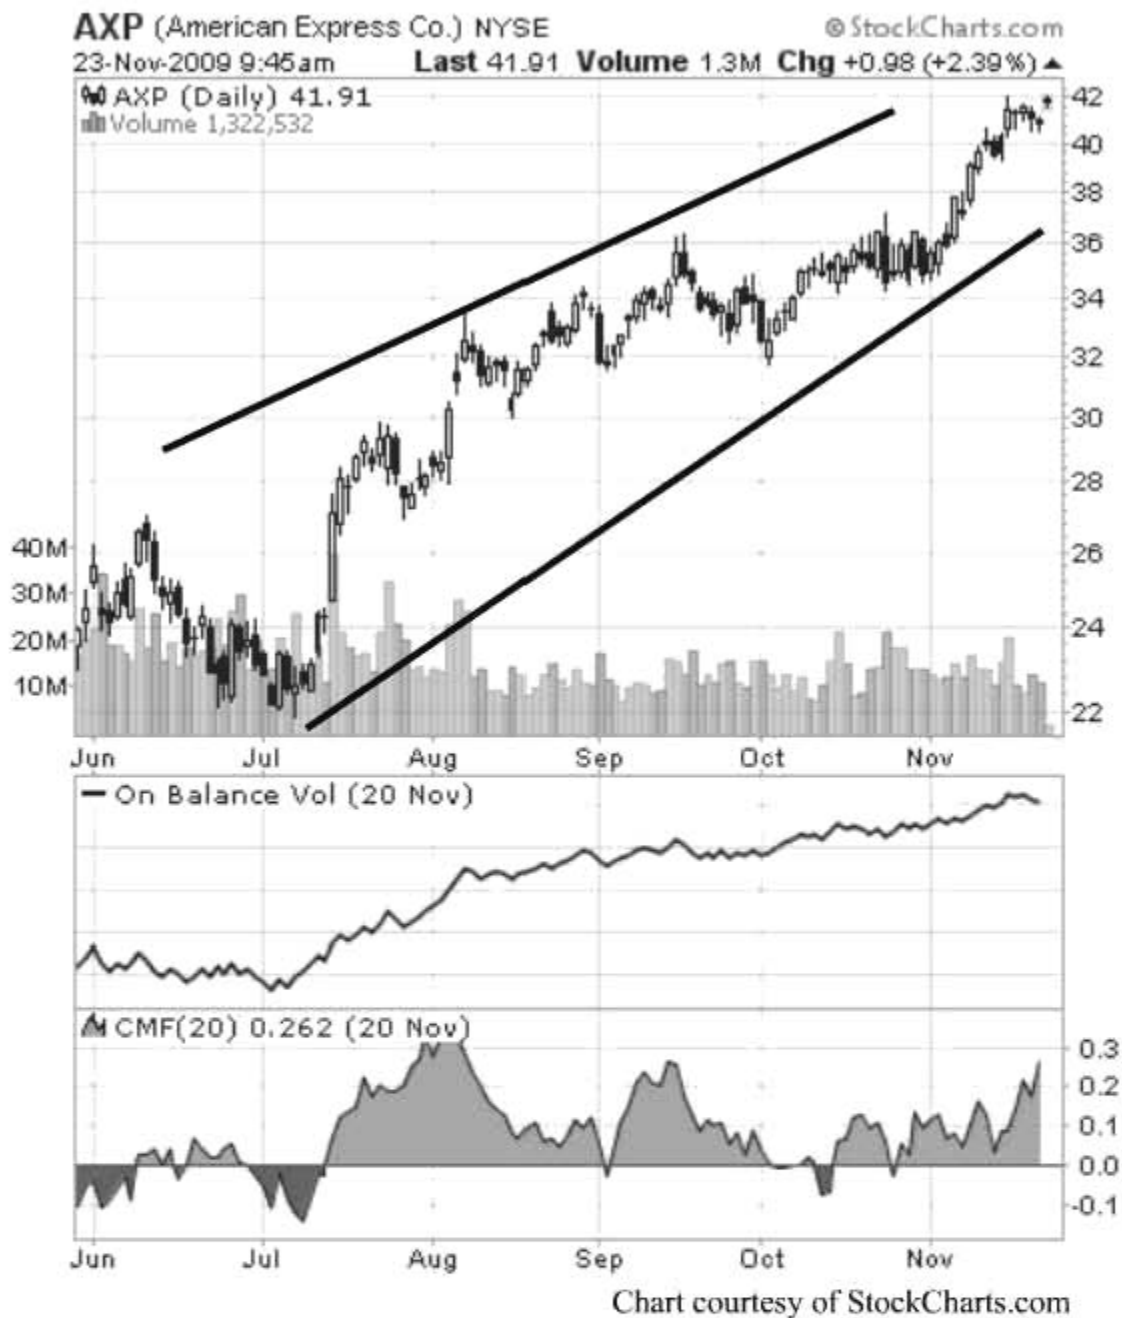 AXP (American Express Co.) NYSE © StockCharts.com
23-Nov-2009 9:45am Last 41.91 Volume 1.3M Chg +0.98 (+2.39%)
AXP (Daily) 41.91
Volume 1,322,532
42
40
38
36
34
32
30
28
26
24
22
40M
30M
20M
10M
Jun Jul Aug Sep Oct Nov
On Balance Vol (20 Nov)
CMF(20) 0.262 (20 Nov)
0.3
0.2
0.1
0.0
-0.1
Jun Jul Aug Sep Oct Nov
Chart courtesy of StockCharts.com